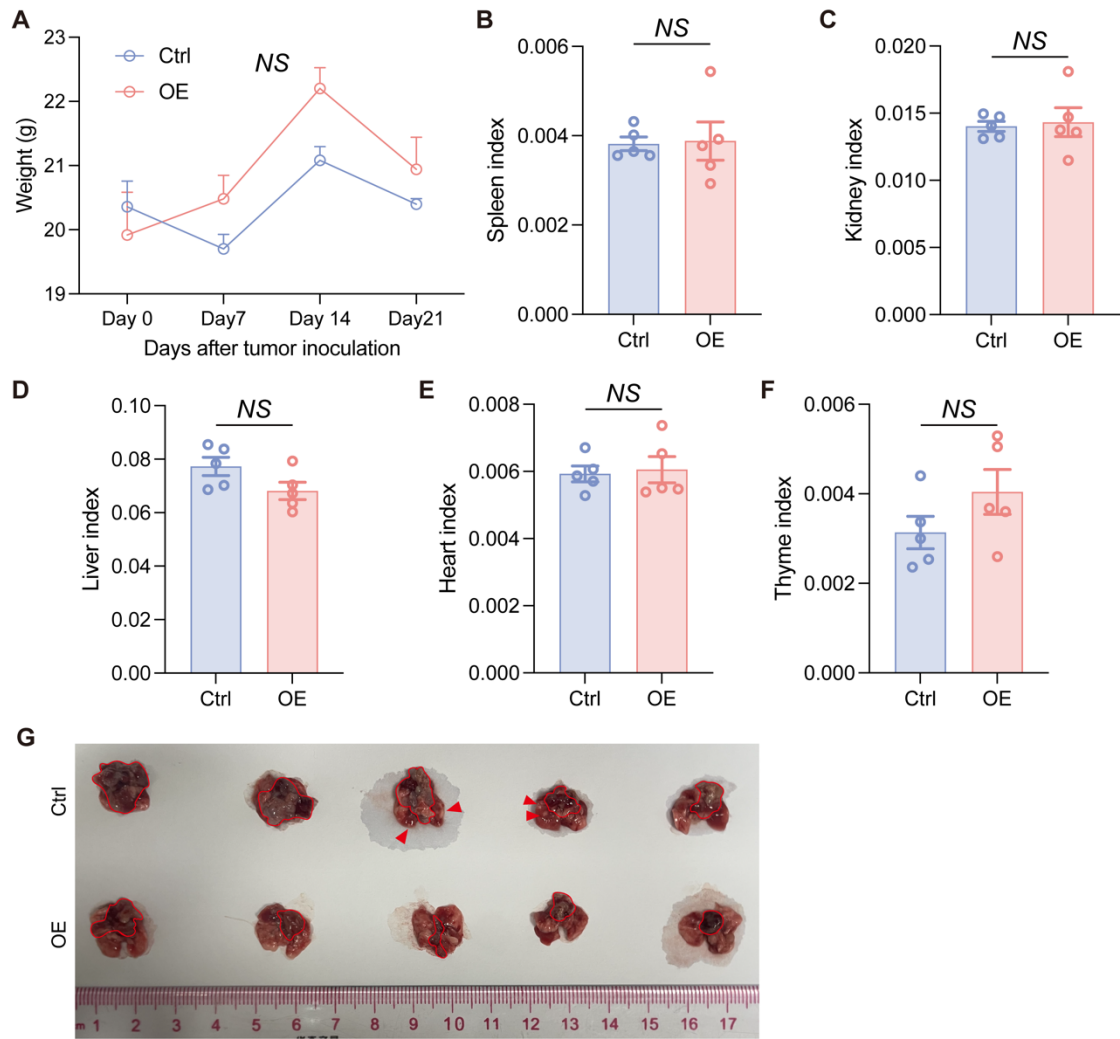 A
Weight (g)
23
22
21
20
19
Ctrl
OE
NS
Day 0 Day7 Day 14 Day21
Days after tumor inoculation
B
Spleen index
0.006
0.004
0.002
0.000
NS
Ctrl OE
C
Kidney index
0.020
0.015
0.010
0.005
0.000
NS
Ctrl OE
D
Liver index
0.10
0.08
0.06
0.04
0.02
0.00
NS
Ctrl OE
E
Heart index
0.008
0.006
0.004
0.002
0.000
NS
Ctrl OE
F
Thyme index
0.006
0.004
0.002
0.000
NS
Ctrl OE
G
Ctrl
OE
m 1 2 3 4 5 6 7 8 9 10 11 12 13 14 15 16 17